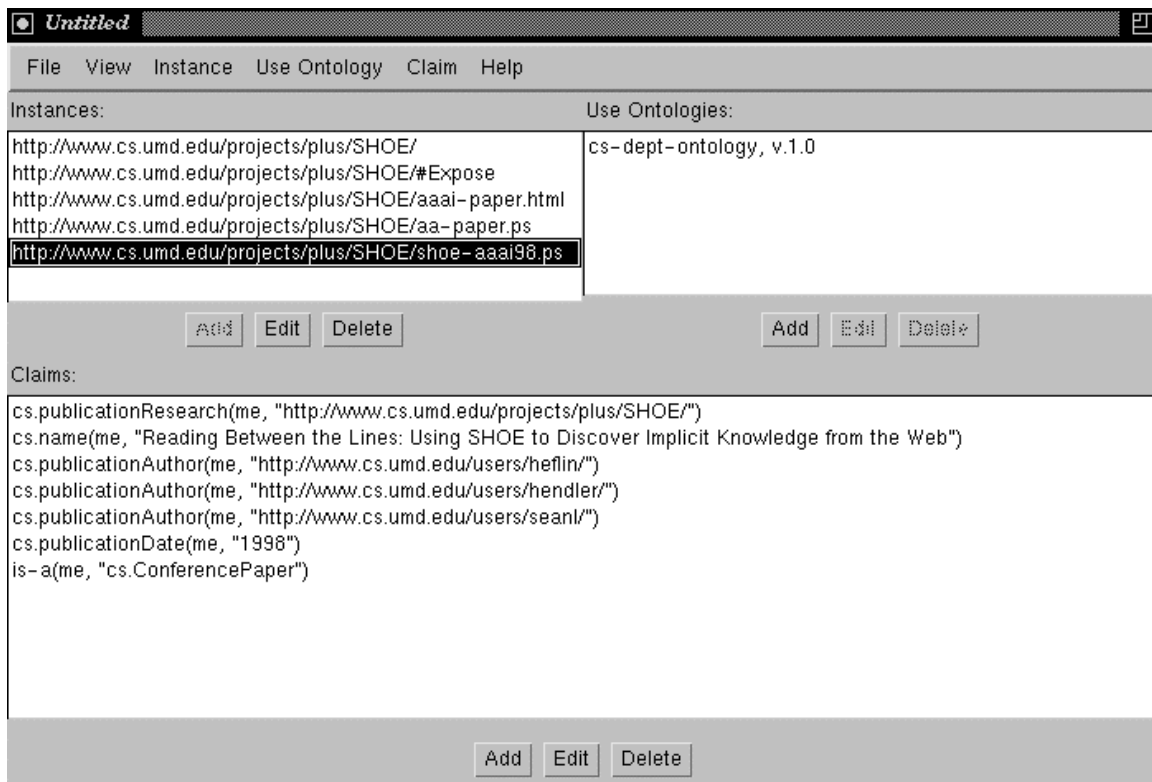 Untitled
File View Instance Use Ontology Claim Help
Instances:
Use Ontologies:
http://www.cs.umd.edu/projects/plus/SHOE/
http://www.cs.umd.edu/projects/plus/SHOE/#Expose
http://www.cs.umd.edu/projects/plus/SHOE/aaai-paper.html
http://www.cs.umd.edu/projects/plus/SHOE/aa-paper.ps
http://www.cs.umd.edu/projects/plus/SHOE/shoe-aaai98.ps
cs-dept-ontology, v.1.0
Add Edit Delete
Add Edit Delete
Claims:
cs.publicationResearch(me, "http://www.cs.umd.edu/projects/plus/SHOE/")
cs.name(me, "Reading Between the Lines: Using SHOE to Discover Implicit Knowledge from the Web")
cs.publicationAuthor(me, "http://www.cs.umd.edu/users/heflin/")
cs.publicationAuthor(me, "http://www.cs.umd.edu/users/hendler/")
cs.publicationAuthor(me, "http://www.cs.umd.edu/users/seanl/")
cs.publicationDate(me, "1998")
is-a(me, "cs.ConferencePaper")
Add Edit Delete